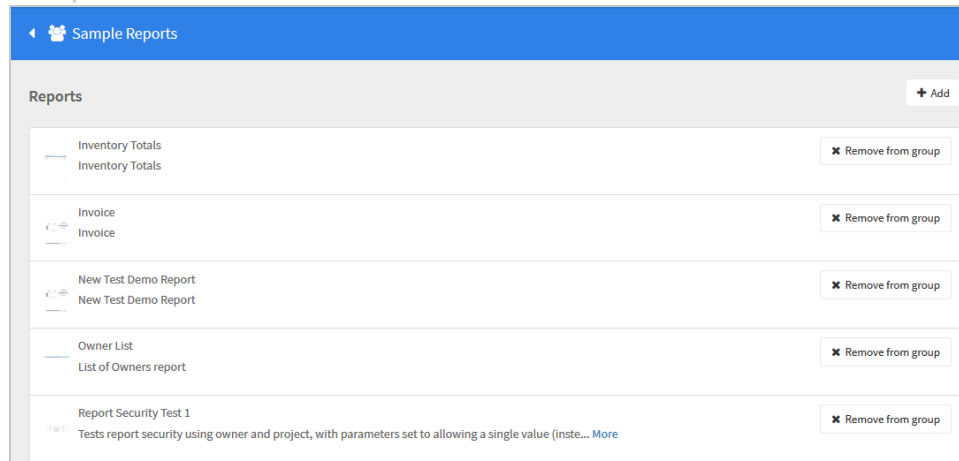 Sample Reports
Reports
+ Add
Inventory Totals
Inventory Totals
✖ Remove from group
Invoice
Invoice
✖ Remove from group
New Test Demo Report
New Test Demo Report
✖ Remove from group
Owner List
List of Owners report
✖ Remove from group
Report Security Test 1
Tests report security using owner and project, with parameters set to allowing a single value (inste... More
✖ Remove from group